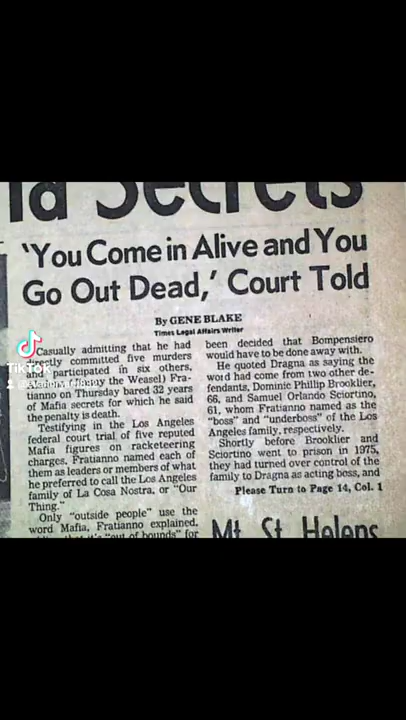 ia Secrets
'You Come in Alive and You
Go Out Dead,' Court Told
By GENE BLAKE
Times Legal Affairs Writer
Casually admitting that he had
directly committed five murders
and participated in six others,
(Jimmy the Weasel) Fra-
tianno on Thursday bared 32 years
of Mafia secrets for which he said
the penalty is death.
Testifying in the Los Angeles
federal court trial of five reputed
Mafia figures on racketeering
charges, Fratianno named each of
them as leaders or members of what
he preferred to call the Los Angeles
family of La Cosa Nostra, or "Our
Thing."
Only "outside people" use the
word Mafia, Fratianno explained,
"out of bounds" for
been decided that Bompensiero
would have to be done away with.
He quoted Dragna as saying the
word had come from two other de-
fendants, Dominic Phillip Brooklier,
66, and Samuel Orlando Sciortino,
61, whom Fratianno named as the
"boss" and "underboss" of the Los
Angeles family, respectively.
Shortly before Brooklier and
Sciortino went to prison in 1975,
they had turned over control of the
family to Dragna as acting boss, and
Please Turn to Page 14, Col. 1
Mt St Helens
TikTok